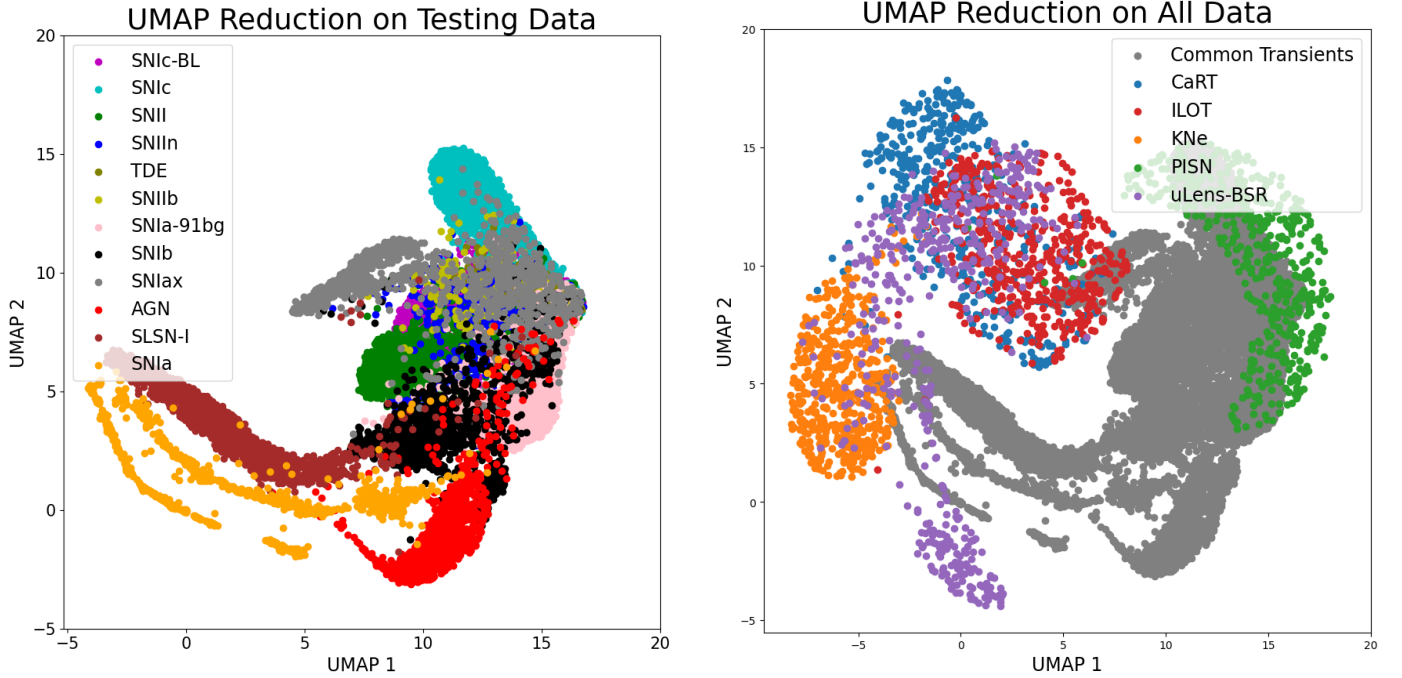 UMAP Reduction on Testing Data
20
15
10
5
0
−5
UMAP 2
SNIc-BL
SNIc
SNII
SNIIn
TDE
SNIIb
SNIa-91bg
SNIb
SNIax
AGN
SLSN-I
SNIa
−5
0
5
10
15
20
UMAP 1
UMAP Reduction on All Data
20
15
10
5
0
−5
UMAP 2
Common Transients
CaRT
ILOT
KNe
PISN
uLens-BSR
−5
0
5
10
15
20
UMAP 1